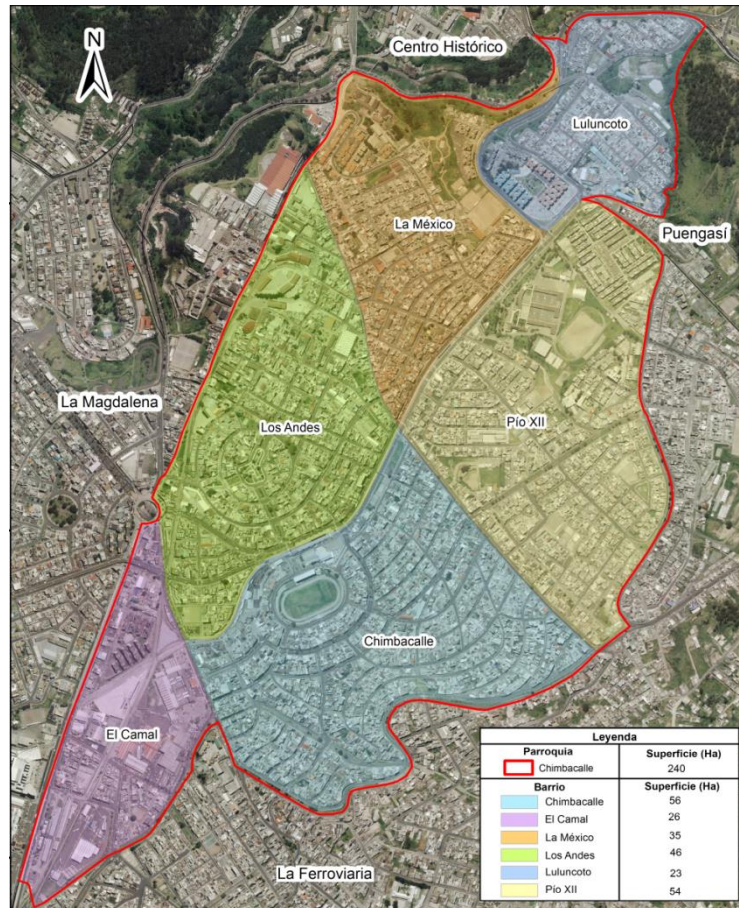 N
Centro Histórico
Luluncoto
La México
Puengasí
La Magdalena
Los Andes
Pío XII
Chimbacalle
El Camal
La Ferroviaria
Leyenda
Parroquia Superficie (Ha)
Chimbacalle 240
Barrio Superficie (Ha)
Chimbacalle 56
El Camal 26
La México 35
Los Andes 46
Luluncoto 23
Pío XII 54